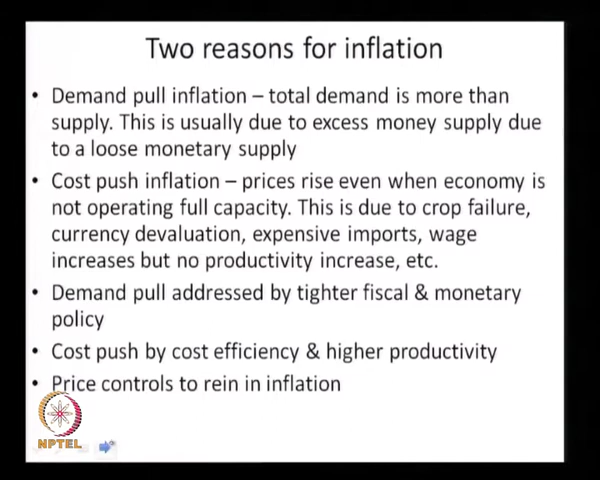 Two reasons for inflation
• Demand pull inflation – total demand is more than
supply. This is usually due to excess money supply due
to a loose monetary supply
• Cost push inflation – prices rise even when economy is
not operating full capacity. This is due to crop failure,
currency devaluation, expensive imports, wage
increases but no productivity increase, etc.
• Demand pull addressed by tighter fiscal & monetary
policy
• Cost push by cost efficiency & higher productivity
• Price controls to rein in inflation
NPTEL